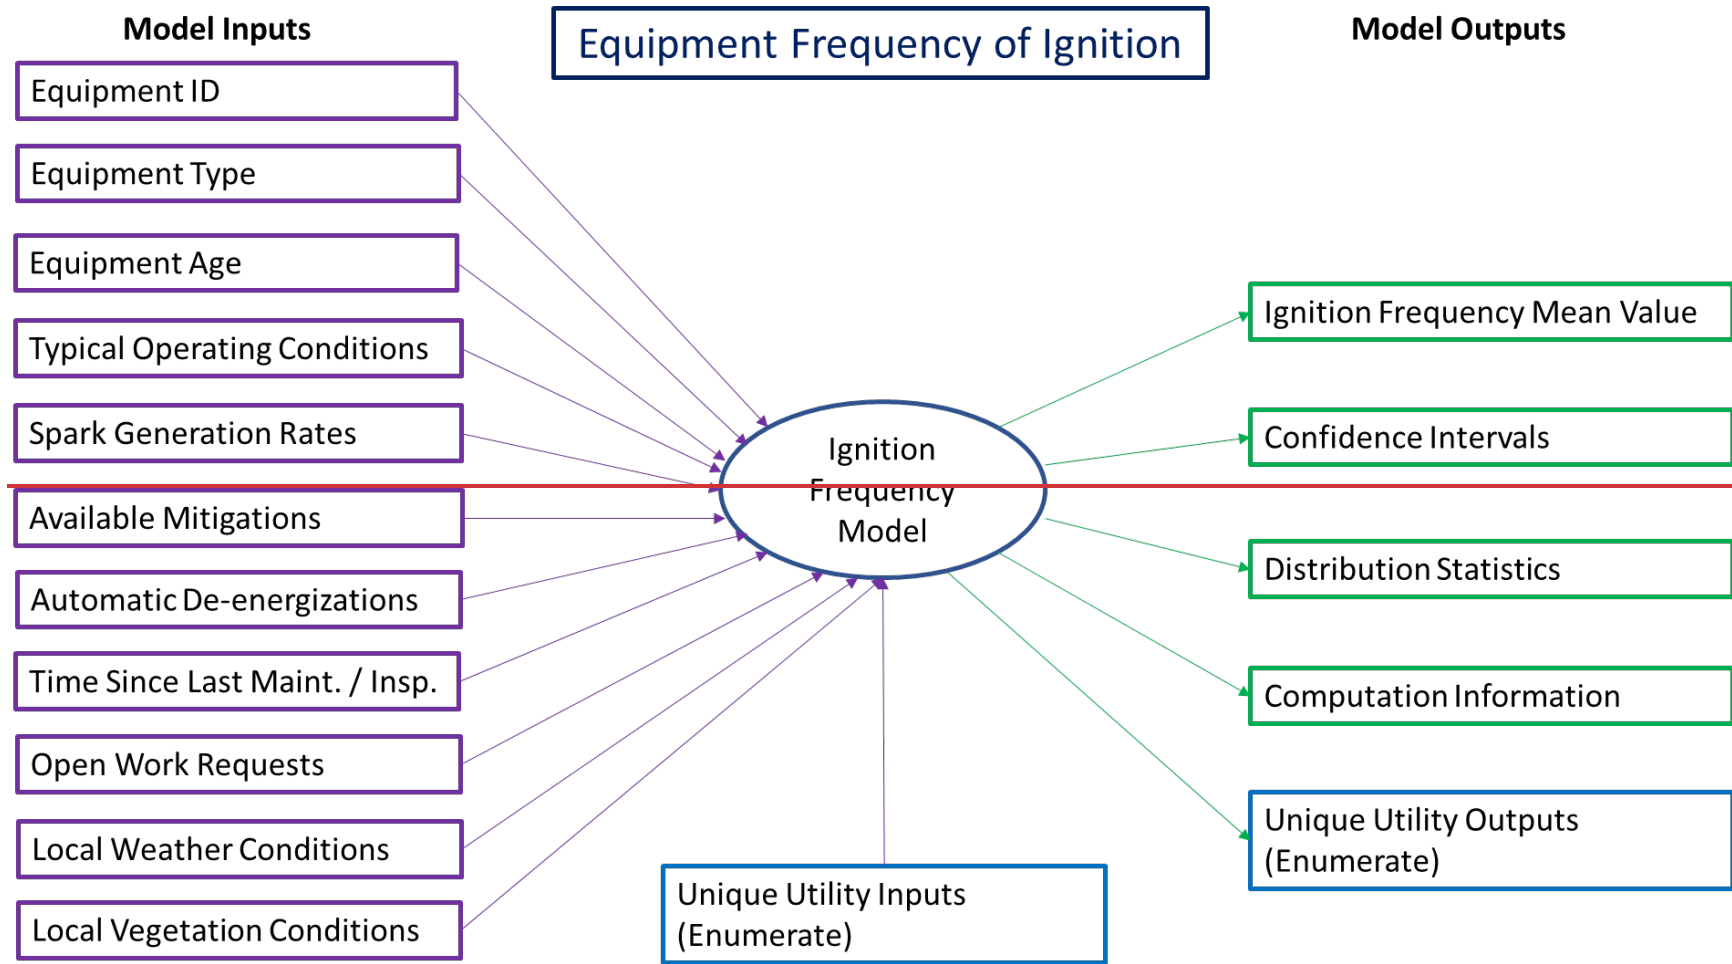 Model Inputs
Equipment Frequency of Ignition
Model Outputs
Equipment ID
Equipment Type
Equipment Age
Typical Operating Conditions
Spark Generation Rates
Available Mitigations
Automatic De-energizations
Time Since Last Maint. / Insp.
Open Work Requests
Local Weather Conditions
Local Vegetation Conditions
Ignition
Frequency
Model
Unique Utility Inputs
(Enumerate)
Ignition Frequency Mean Value
Confidence Intervals
Distribution Statistics
Computation Information
Unique Utility Outputs
(Enumerate)